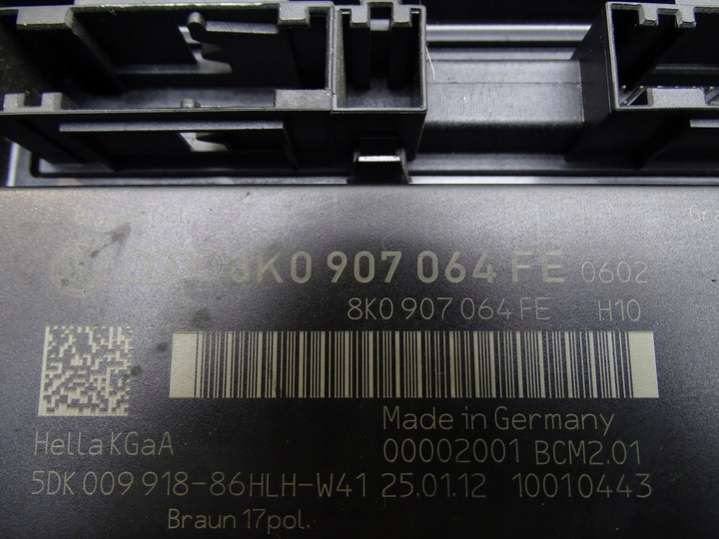 8K0 907 064 FE 0602
8K0 907 064 FE H10
Made in Germany
Hella KGaA 00002001 BCM2.01
5DK 009 918-86HLH-W41 25.01.12 10010443
Braun 17pol.